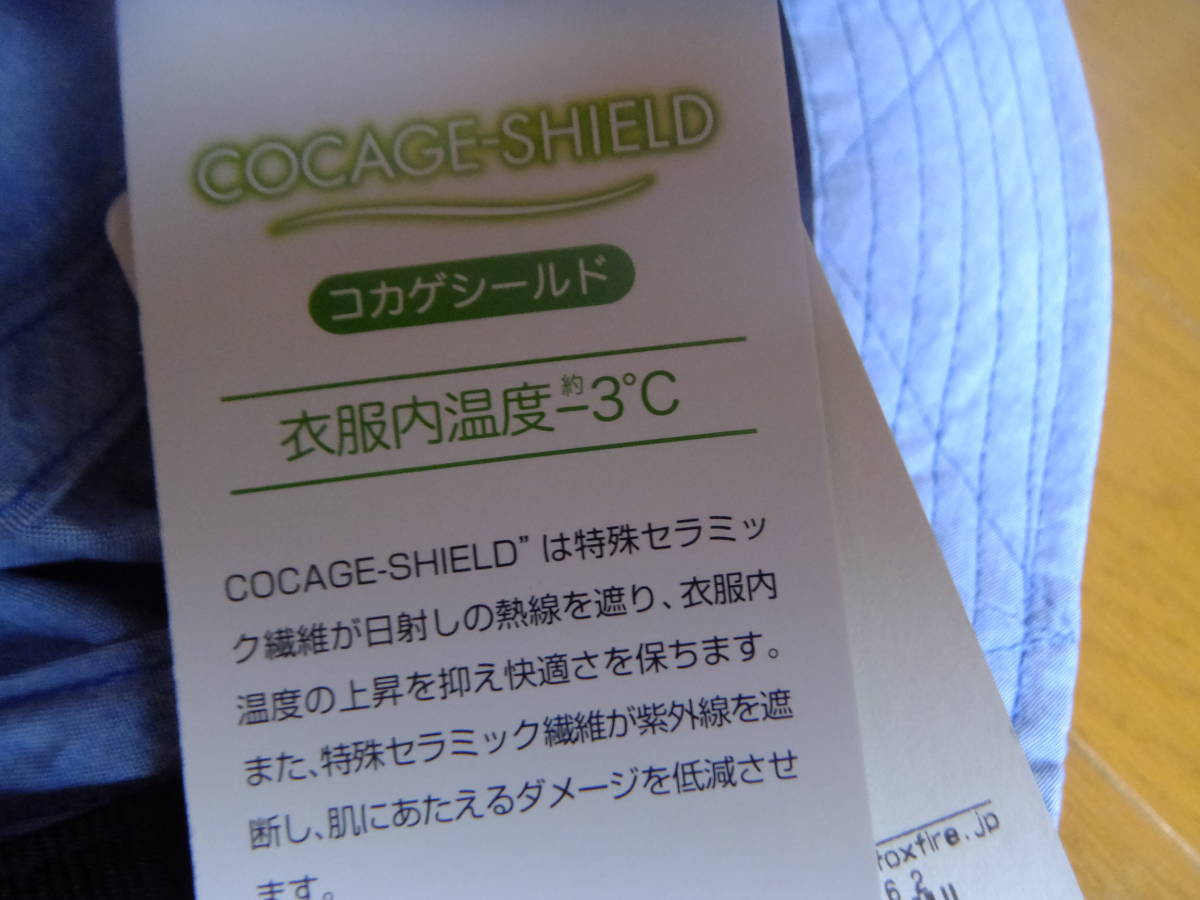 COCAGE-SHIELD
コカゲシールド
衣服内温度約−3℃
COCAGE-SHIELD” は特殊セラミッ
ク繊維が日射しの熱線を遮り、衣服内
温度の上昇を抑え快適さを保ちます。
また、特殊セラミック繊維が紫外線を遮
断し、肌にあたえるダメージを低減させ
ます。
foxfire.jp
62